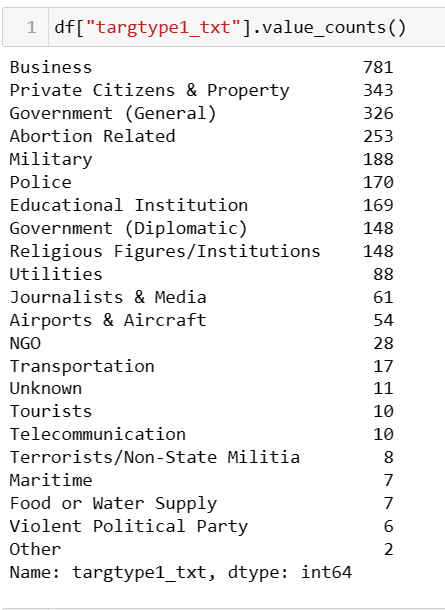 1 df["targtype1_txt"].value_counts()
Business 781
Private Citizens & Property 343
Government (General) 326
Abortion Related 253
Military 188
Police 170
Educational Institution 169
Government (Diplomatic) 148
Religious Figures/Institutions 148
Utilities 88
Journalists & Media 61
Airports & Aircraft 54
NGO 28
Transportation 17
Unknown 11
Tourists 10
Telecommunication 10
Terrorists/Non-State Militia 8
Maritime 7
Food or Water Supply 7
Violent Political Party 6
Other 2
Name: targtype1_txt, dtype: int64